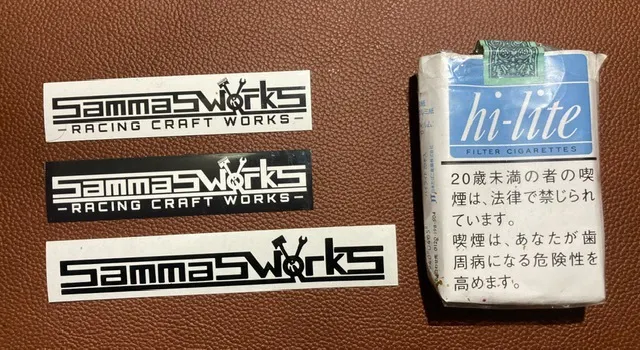 SammaSworks
-RACING CRAFT WORKS-
SammaSworks
-RACING CRAFT WORKS-
SammaSworks
hi-lite
FILTER CIGARETTES
20歳未満の者の喫
煙は、法律で禁じられ
ています。
喫煙は、あなたが歯
周病になる危険性を
高めます。